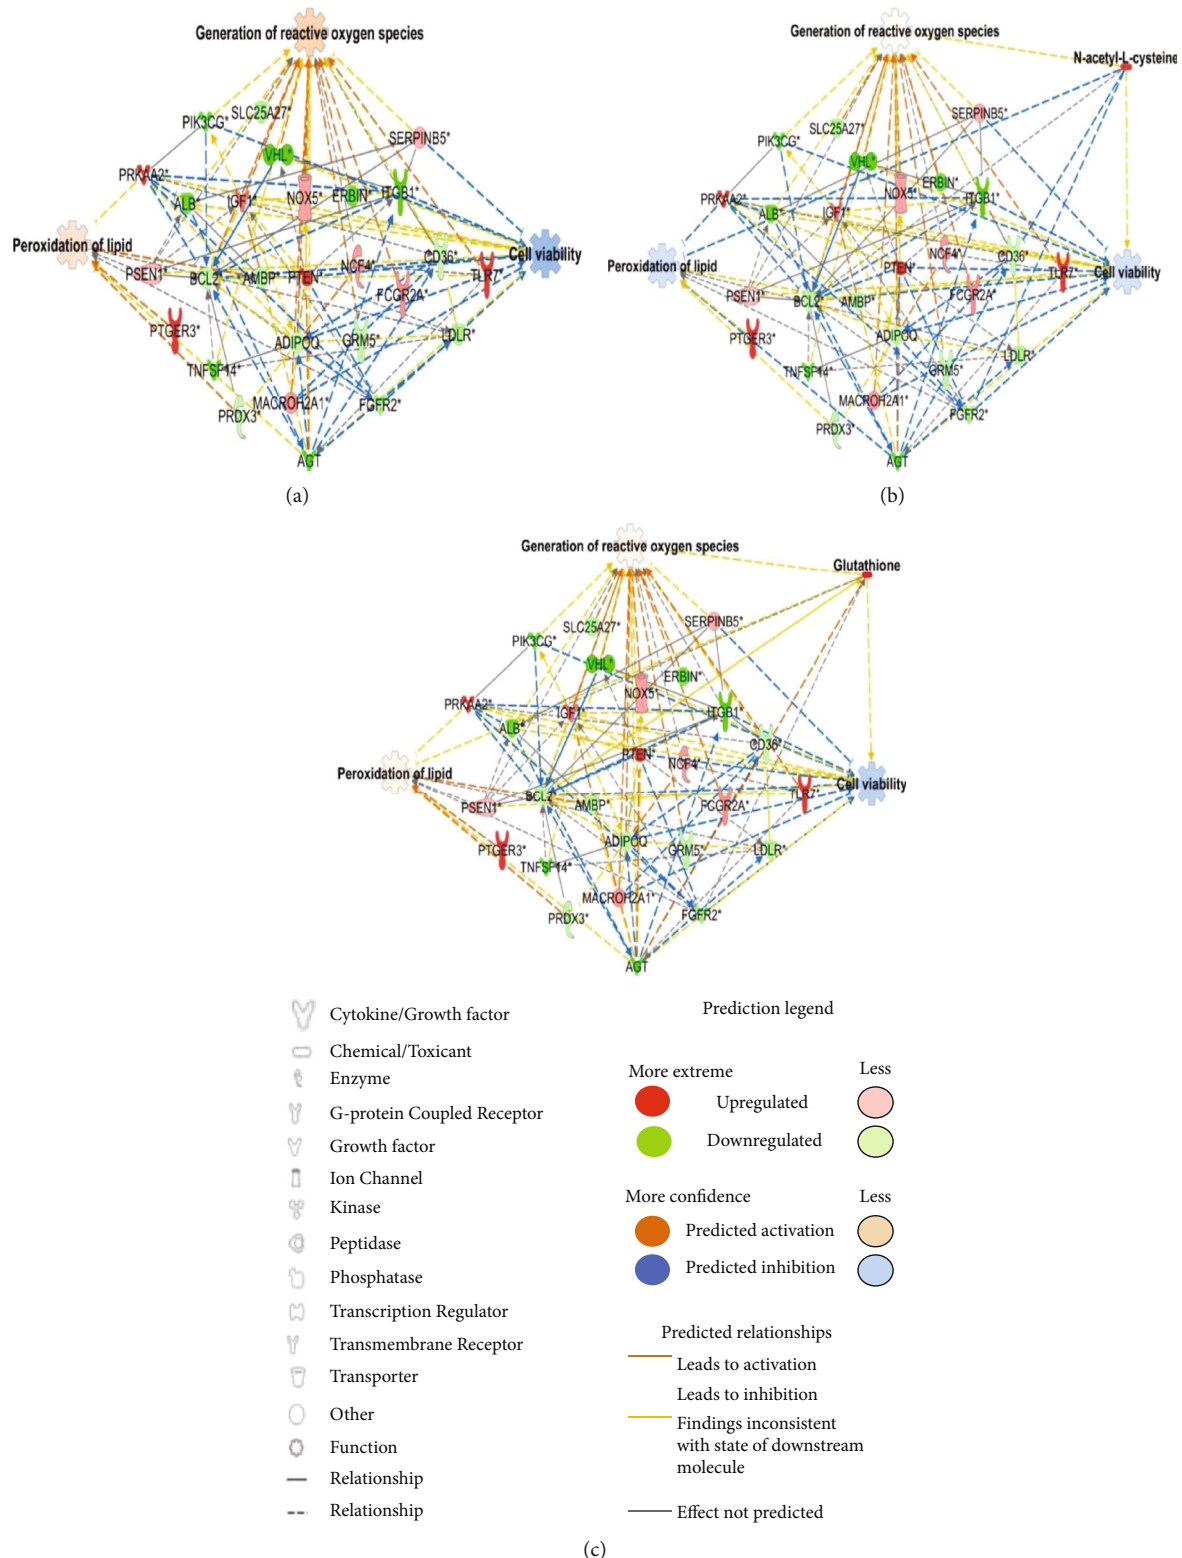 Generation of reactive oxygen species
SLC25A27*
PIK3CG*
SERPINB5*
VHL*
PRKAA2*
ALB*
IGF1*
NOX5*
ERBIN*
ITGB1*
Peroxidation of lipid
PSEN1*
BCL2*
AMBP*
PTEN*
NCF4*
CD36*
FCGR2A*
TLR7*
Cell viability
PTGER3*
ADIPOQ
GRM5*
LDLR*
TNFSF14*
PRDX3*
MACROH2A1*
FGFR2*
AGT
(a)
Generation of reactive oxygen species
N-acetyl-L-cysteine
SLC25A27*
PIK3CG*
SERPINB5*
VHL*
PRKAA2*
ALB*
IGF1*
NOX5*
ERBIN*
ITGB1*
Peroxidation of lipid
PSEN1*
BCL2*
AMBP*
PTEN*
NCF4*
CD36*
FCGR2A*
TLR7*
Cell viability
PTGER3*
ADIPOQ
GRM5*
LDLR*
TNFSF14*
PRDX3*
MACROH2A1*
FGFR2*
AGT
(b)
Generation of reactive oxygen species
Glutathione
SLC25A27*
PIK3CG*
SERPINB5*
VHL*
PRKAA2*
ALB*
IGF1*
NOX5*
ERBIN*
ITGB1*
Peroxidation of lipid
PSEN1*
BCL2*
AMBP*
PTEN*
NCF4*
CD36*
FCGR2A*
TLR7*
Cell viability
PTGER3*
ADIPOQ
GRM5*
LDLR*
TNFSF14*
PRDX3*
MACROH2A1*
FGFR2*
AGT
Cytokine/Growth factor
Chemical/Toxicant
Enzyme
G-protein Coupled Receptor
Growth factor
Ion Channel
Kinase
Peptidase
Phosphatase
Transcription Regulator
Transmembrane Receptor
Transporter
Other
Function
Relationship
Relationship
Prediction legend
More extreme Less
Upregulated
Downregulated
More confidence Less
Predicted activation
Predicted inhibition
Predicted relationships
Leads to activation
Leads to inhibition
Findings inconsistent
with state of downstream
molecule
Effect not predicted
(c)